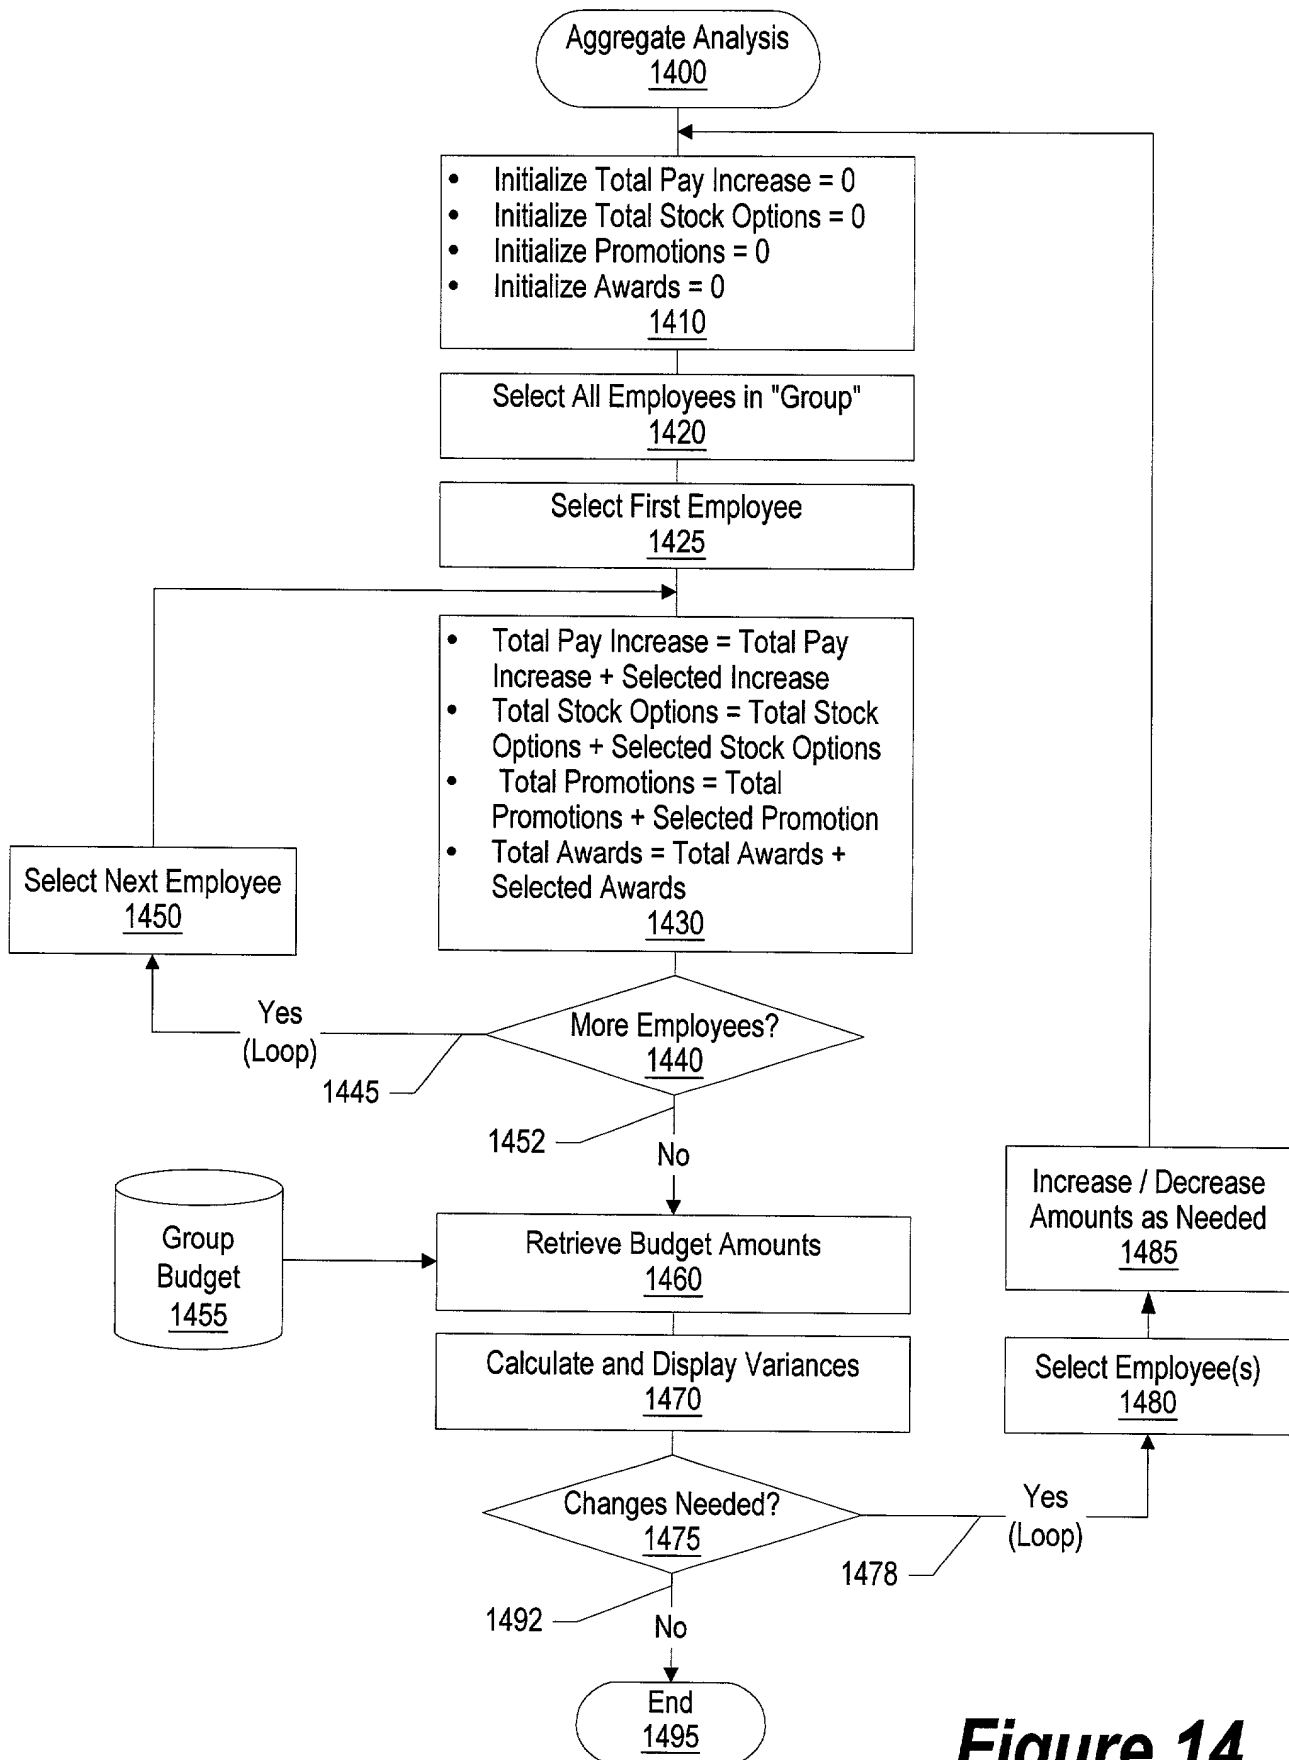 Aggregate Analysis
1400
• Initialize Total Pay Increase = 0
• Initialize Total Stock Options = 0
• Initialize Promotions = 0
• Initialize Awards = 0
1410
Select All Employees in "Group"
1420
Select First Employee
1425
• Total Pay Increase = Total Pay
Increase + Selected Increase
• Total Stock Options = Total Stock
Options + Selected Stock Options
• Total Promotions = Total
Promotions + Selected Promotion
• Total Awards = Total Awards +
Selected Awards
1430
Select Next Employee
1450
Yes
(Loop)
1445
More Employees?
1440
1452
No
Group
Budget
1455
Retrieve Budget Amounts
1460
Increase / Decrease
Amounts as Needed
1485
Calculate and Display Variances
1470
Select Employee(s)
1480
Changes Needed?
1475
Yes
(Loop)
1478
1492
No
End
1495
Figure 14